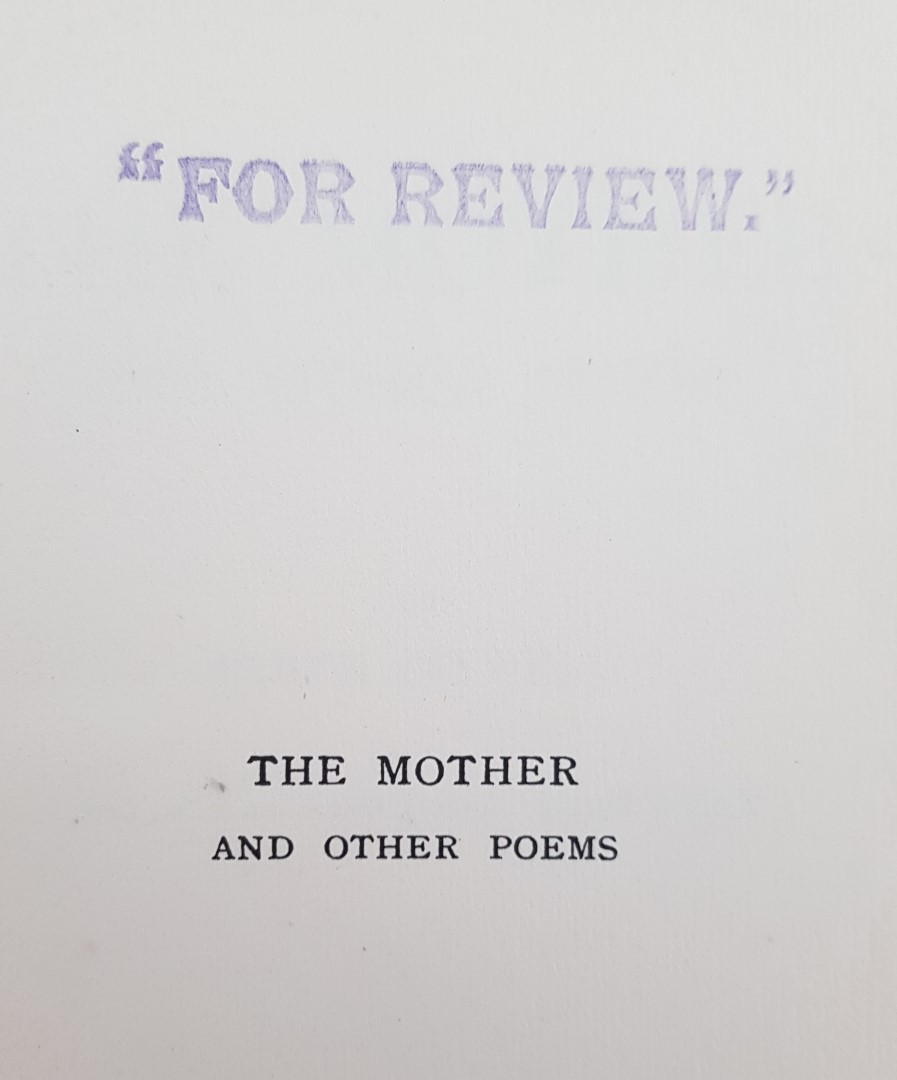 “FOR REVIEW.”
THE MOTHER
AND OTHER POEMS